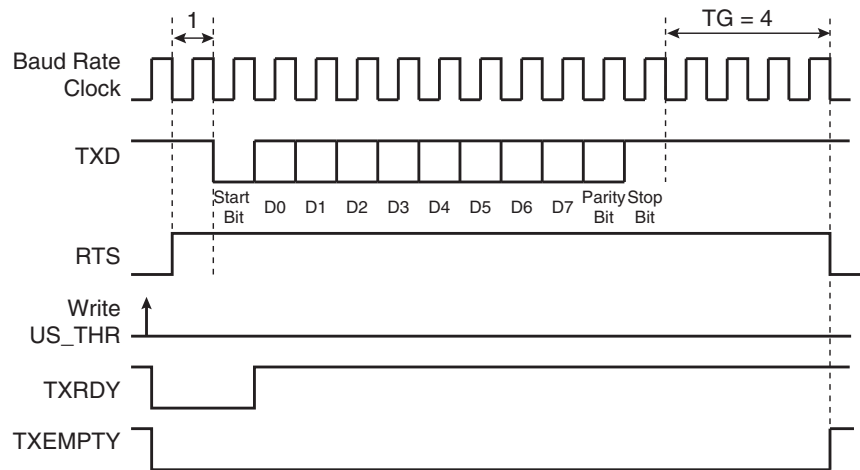 1
TG = 4
Baud Rate
Clock
TXD
Start
Bit
D0
D1
D2
D3
D4
D5
D6
D7
Parity
Bit
Stop
Bit
RTS
Write
US_THR
TXRDY
TXEMPTY